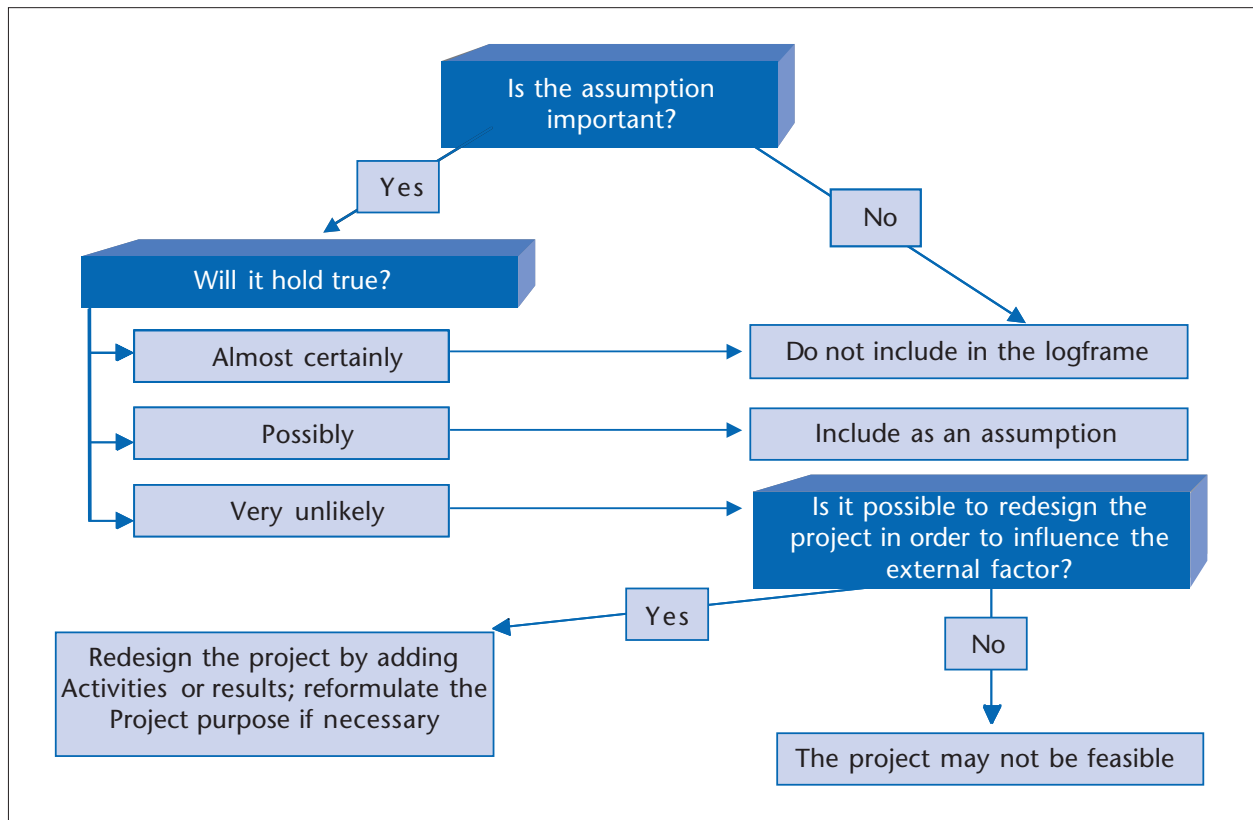 Is the assumption
important?
Yes
No
Will it hold true?
Almost certainly
Do not include in the logframe
Possibly
Include as an assumption
Very unlikely
Is it possible to redesign the
project in order to influence the
external factor?
Yes
No
Redesign the project by adding
Activities or results; reformulate the
Project purpose if necessary
The project may not be feasible